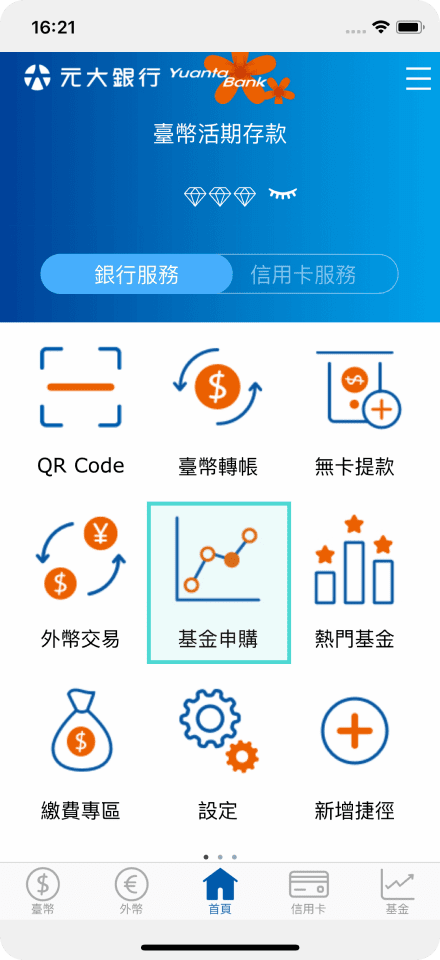 16:21
元大銀行 Yuanta Bank
臺幣活期存款
銀行服務 信用卡服務
QR Code 臺幣轉帳 無卡提款
外幣交易 基金申購 熱門基金
繳費專區 設定 新增捷徑
臺幣 外幣 首頁 信用卡 基金